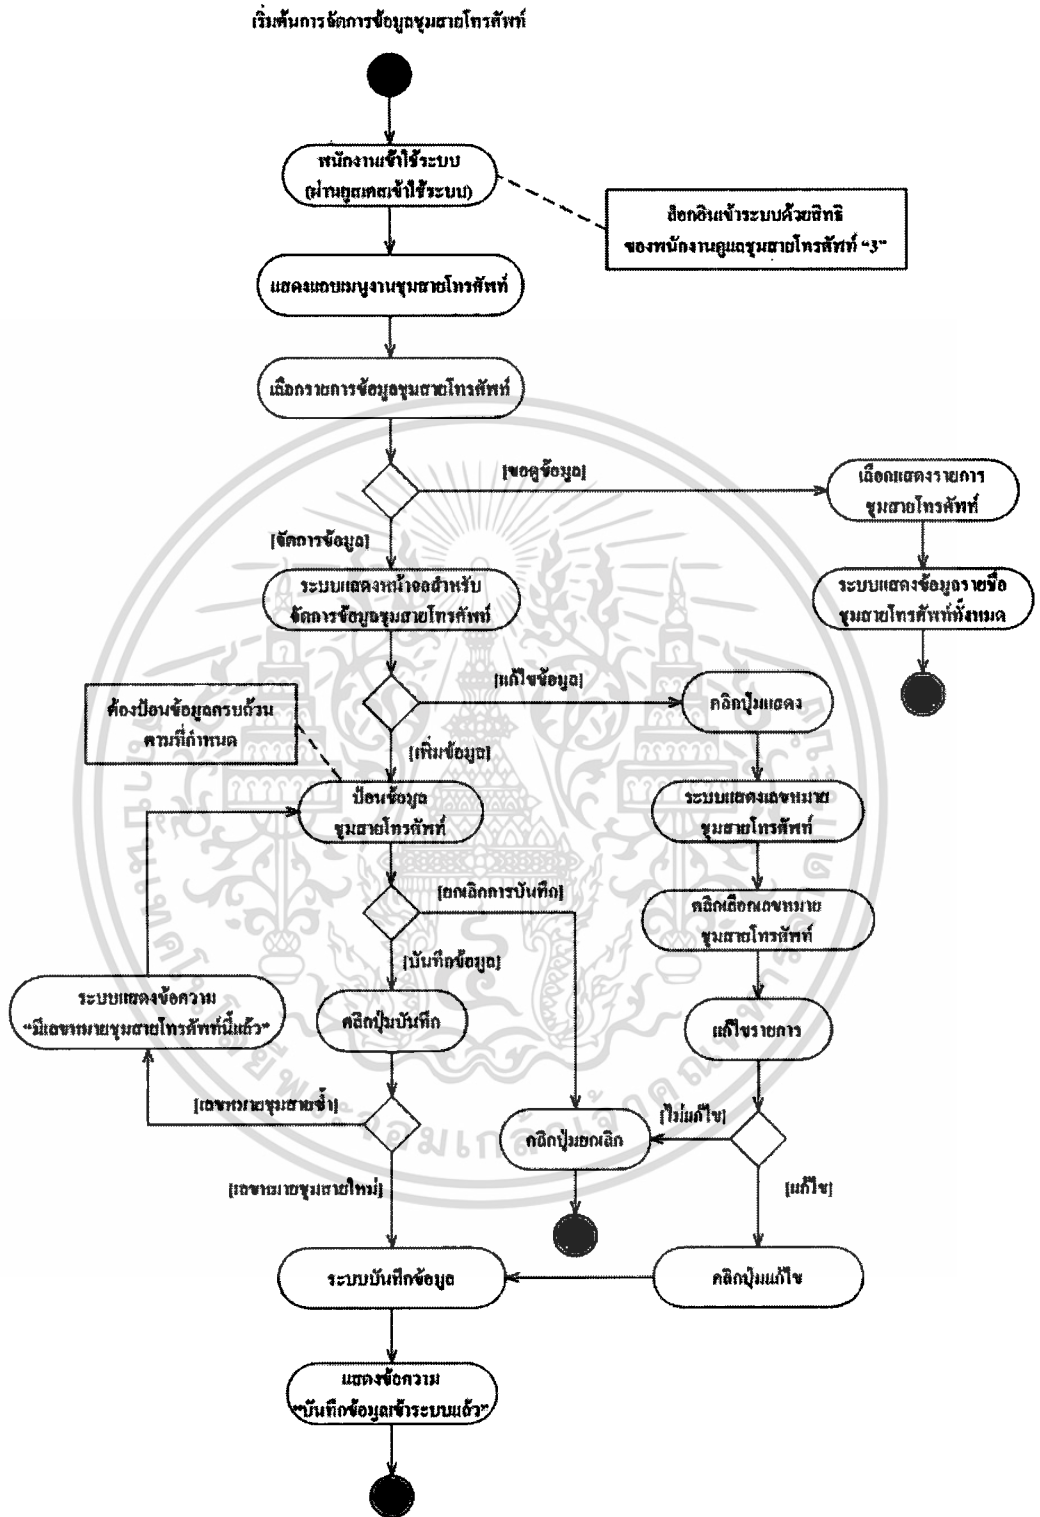 เริ่มต้นการจัดการข้อมูลชุมสายโทรศัพท์
พนักงานเข้าใช้ระบบ
(ผ่านยูสเคสเข้าใช้ระบบ)
ล็อกอินเข้าระบบด้วยสิทธิ
ของพนักงานดูแลชุมสายโทรศัพท์ “3”
แสดงแถบเมนูงานชุมสายโทรศัพท์
เลือกรายการข้อมูลชุมสายโทรศัพท์
[ขอดูข้อมูล]
เลือกแสดงรายการ
ชุมสายโทรศัพท์
[จัดการข้อมูล]
ระบบแสดงหน้าจอสำหรับ
จัดการข้อมูลชุมสายโทรศัพท์
ระบบแสดงข้อมูลรายชื่อ
ชุมสายโทรศัพท์ทั้งหมด
[แก้ไขข้อมูล]
คลิกปุ่มแสดง
ต้องป้อนข้อมูลครบถ้วน
ตามที่กำหนด
[เพิ่มข้อมูล]
ป้อนข้อมูล
ชุมสายโทรศัพท์
ระบบแสดงเลขหมาย
ชุมสายโทรศัพท์
[ยกเลิกการบันทึก]
คลิกเลือกเลขหมาย
ชุมสายโทรศัพท์
[บันทึกข้อมูล]
ระบบแสดงข้อความ
“มีเลขหมายชุมสายโทรศัพท์นี้แล้ว”
คลิกปุ่มบันทึก
แก้ไขรายการ
[เลขหมายชุมสายซ้ำ]
[ไม่แก้ไข]
คลิกปุ่มยกเลิก
[เลขหมายชุมสายใหม่]
[แก้ไข]
ระบบบันทึกข้อมูล
คลิกปุ่มแก้ไข
แสดงข้อความ
“บันทึกข้อมูลเข้าระบบแล้ว”